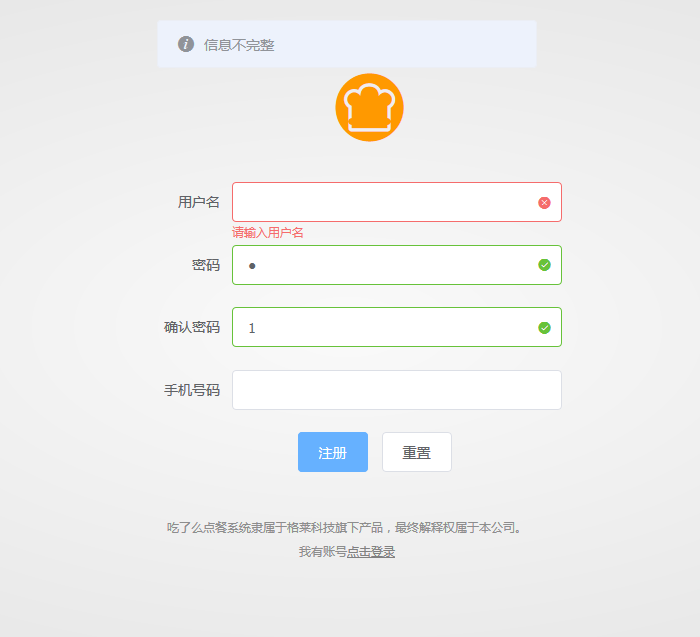 信息不完整
用户名
请输入用户名
密码 ●
确认密码 1
手机号码
注册 重置
吃了么点餐系统隶属于格莱科技旗下产品，最终解释权属于本公司。
我有账号点击登录